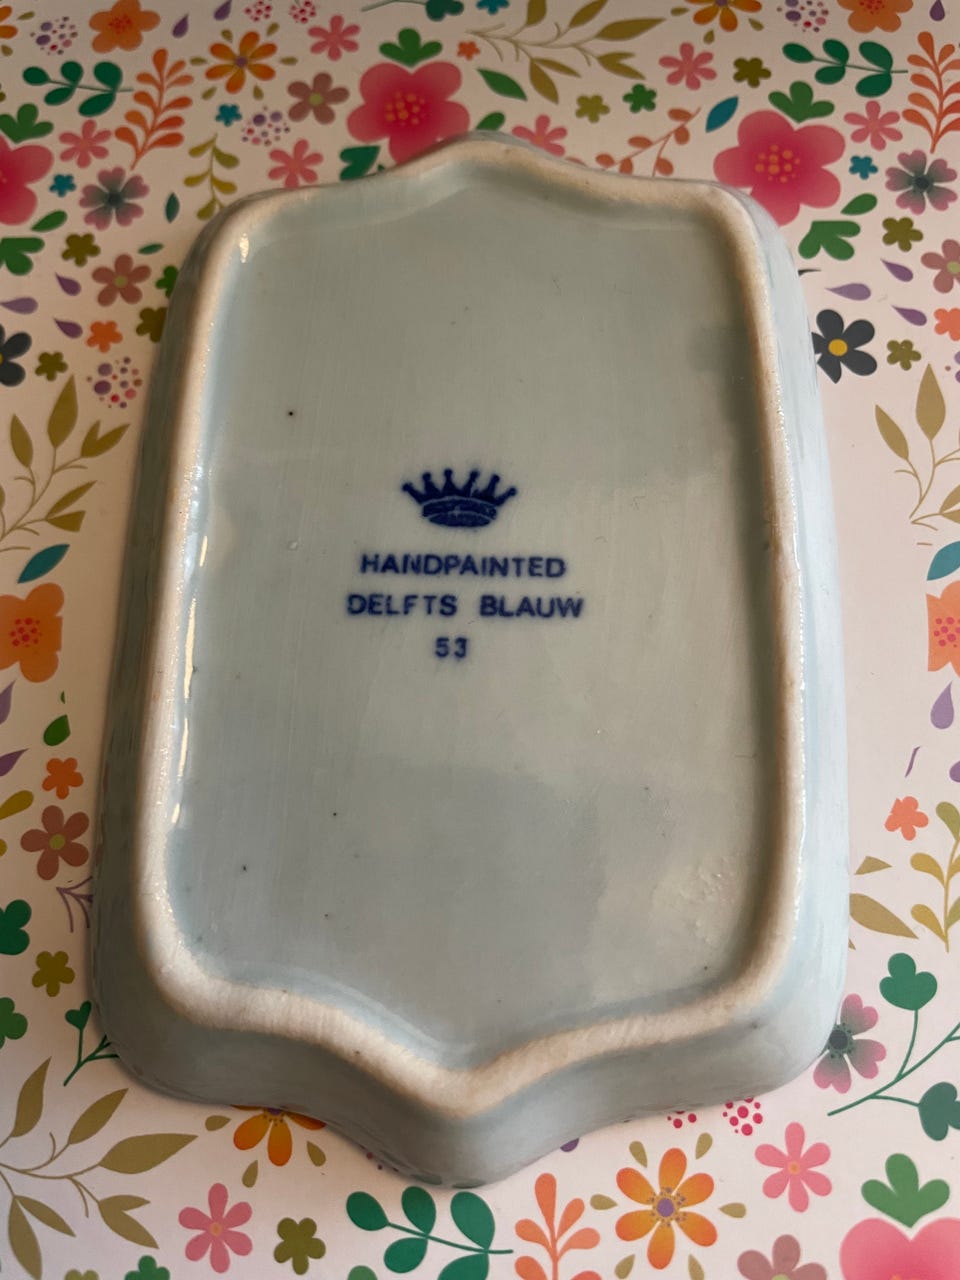 HANDPAINTED
DELFTS BLAUW
53